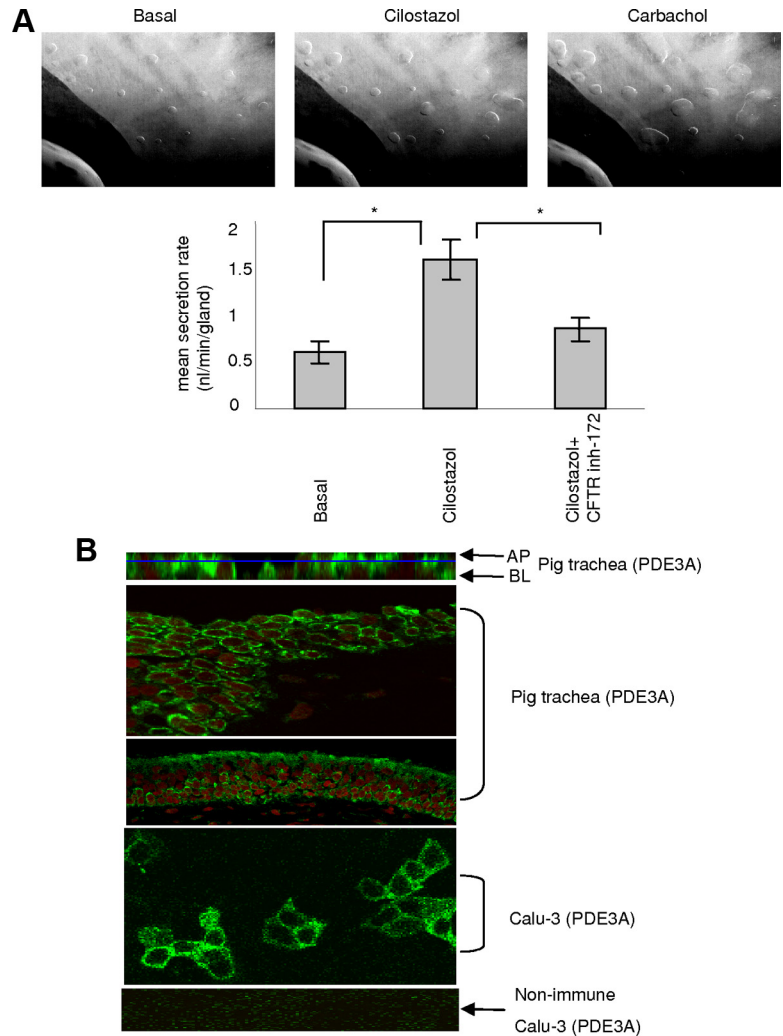 A
Basal
Cilostazol
Carbachol
mean secretion rate
(nl/min/gland)
2
1.5
1
0.5
0
*
*
Basal
Cilostazol
Cilostazol+
CFTR inh-172
B
AP
BL
Pig trachea (PDE3A)
Pig trachea (PDE3A)
Calu-3 (PDE3A)
Non-immune
Calu-3 (PDE3A)